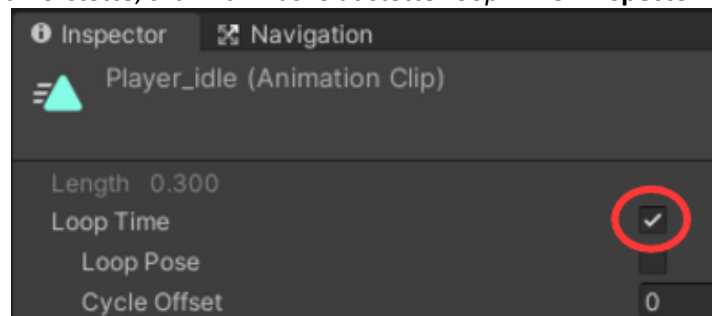 Inspector Navigation
Player_idle (Animation Clip)
Length 0.300
Loop Time
Loop Pose
Cycle Offset 0